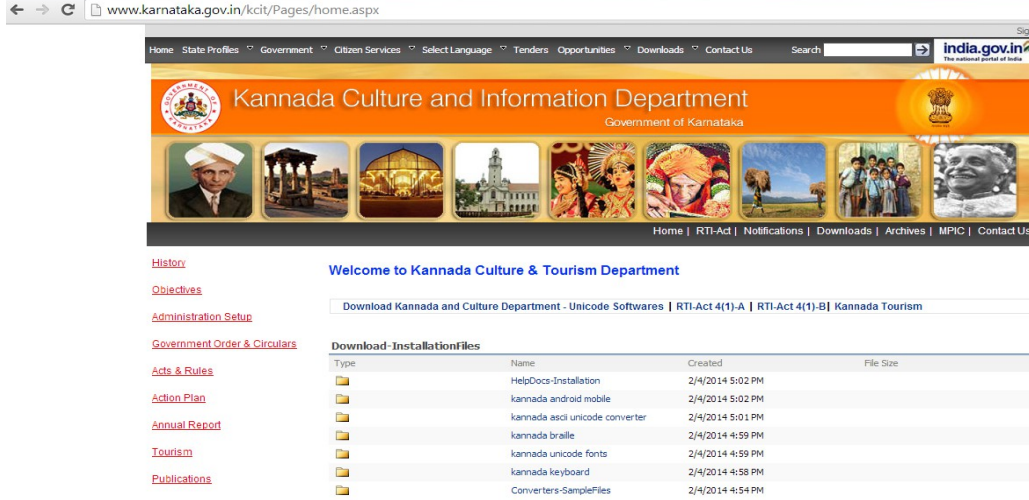 www.karnataka.gov.in/kcit/Pages/home.aspx
Sig
Home State Profiles Government Citizen Services Select Language Tenders Opportunities Downloads Contact Us Search
india.gov.in
The national portal of India
Kannada Culture and Information Department
Government of Karnataka
Home | RTI-Act | Notifications | Downloads | Archives | MPIC | Contact Us
History
Objectives
Administration Setup
Government Order & Circulars
Acts & Rules
Action Plan
Annual Report
Tourism
Publications
Welcome to Kannada Culture & Tourism Department
Download Kannada and Culture Department - Unicode Softwares | RTI-Act 4(1)-A | RTI-Act 4(1)-B| Kannada Tourism
Download-InstallationFiles
Type Name Created File Size
HelpDocs-Installation 2/4/2014 5:02 PM
kannada android mobile 2/4/2014 5:02 PM
kannada ascii unicode converter 2/4/2014 5:01 PM
kannada braille 2/4/2014 4:59 PM
kannada unicode fonts 2/4/2014 4:59 PM
kannada keyboard 2/4/2014 4:58 PM
Converters-SampleFiles 2/4/2014 4:54 PM